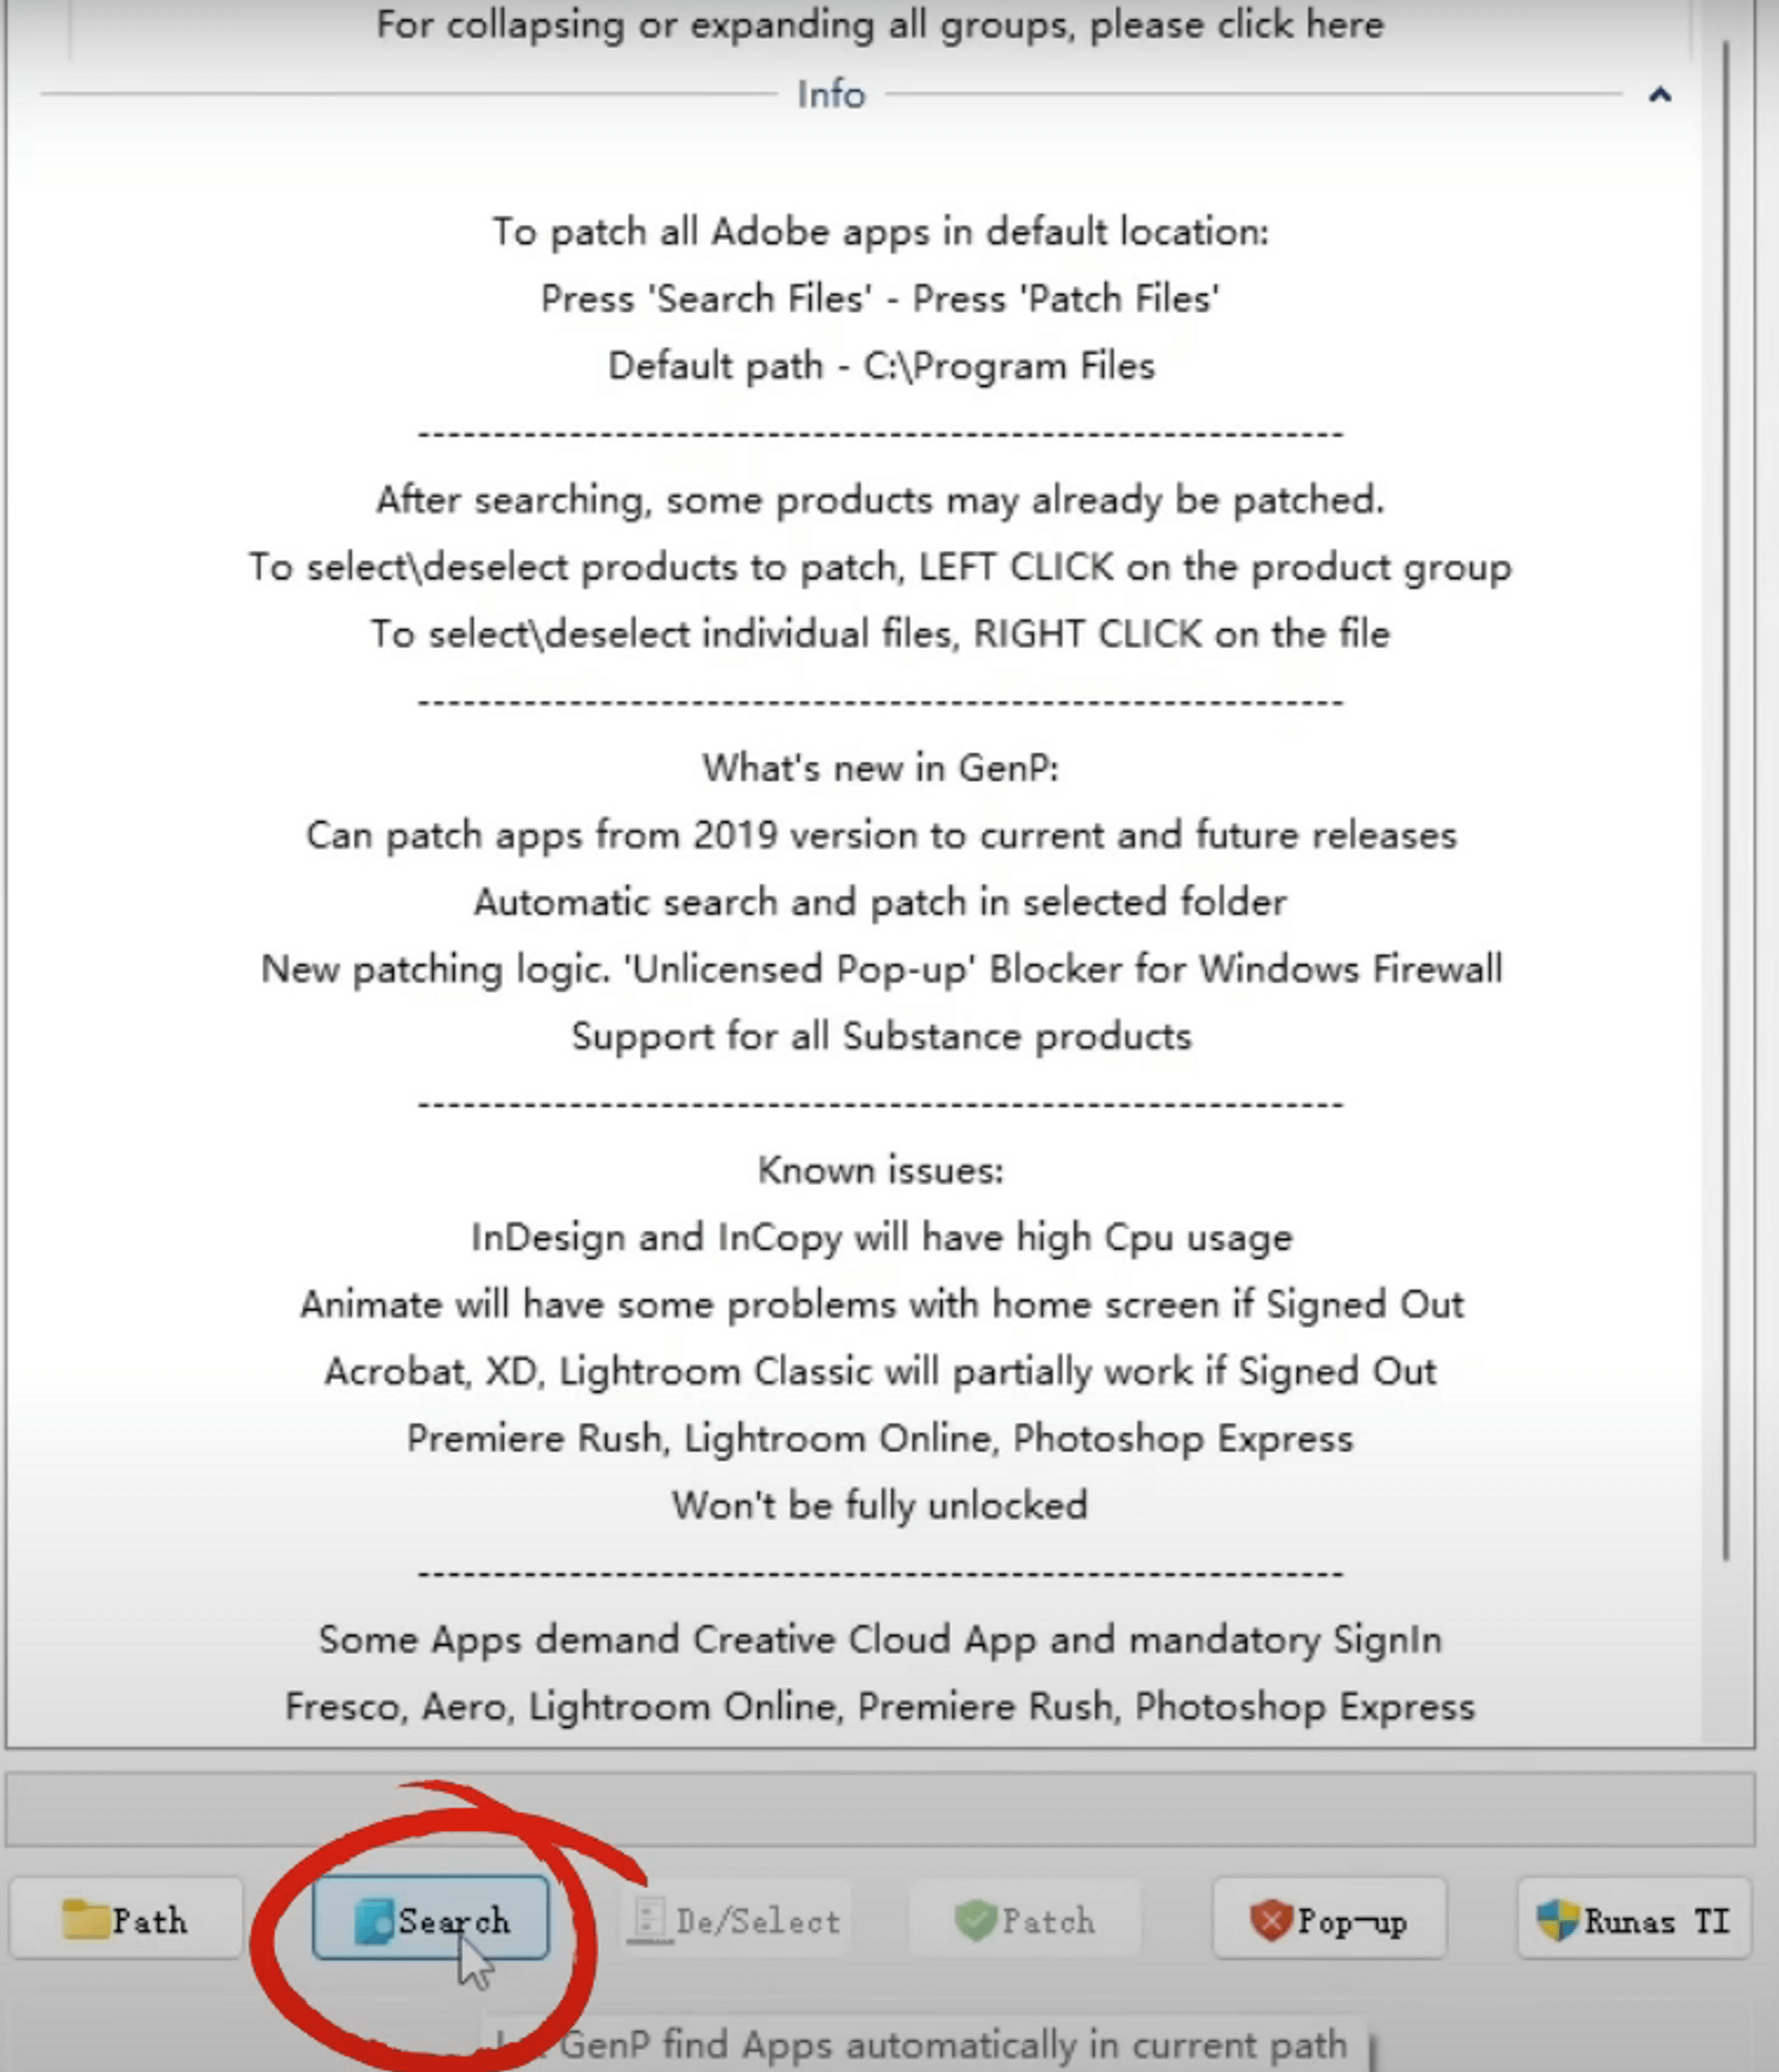 For collapsing or expanding all groups, please click here
Info
To patch all Adobe apps in default location:
Press 'Search Files' - Press 'Patch Files'
Default path - C:\Program Files
---------------------------------------------------------------
After searching, some products may already be patched.
To select\deselect products to patch, LEFT CLICK on the product group
To select\deselect individual files, RIGHT CLICK on the file
---------------------------------------------------------------
What's new in GenP:
Can patch apps from 2019 version to current and future releases
Automatic search and patch in selected folder
New patching logic. 'Unlicensed Pop-up' Blocker for Windows Firewall
Support for all Substance products
---------------------------------------------------------------
Known issues:
InDesign and InCopy will have high Cpu usage
Animate will have some problems with home screen if Signed Out
Acrobat, XD, Lightroom Classic will partially work if Signed Out
Premiere Rush, Lightroom Online, Photoshop Express
Won't be fully unlocked
---------------------------------------------------------------
Some Apps demand Creative Cloud App and mandatory SignIn
Fresco, Aero, Lightroom Online, Premiere Rush, Photoshop Express
Path Search De/Select Patch Pop-up Runas TI
GenP find Apps automatically in current path